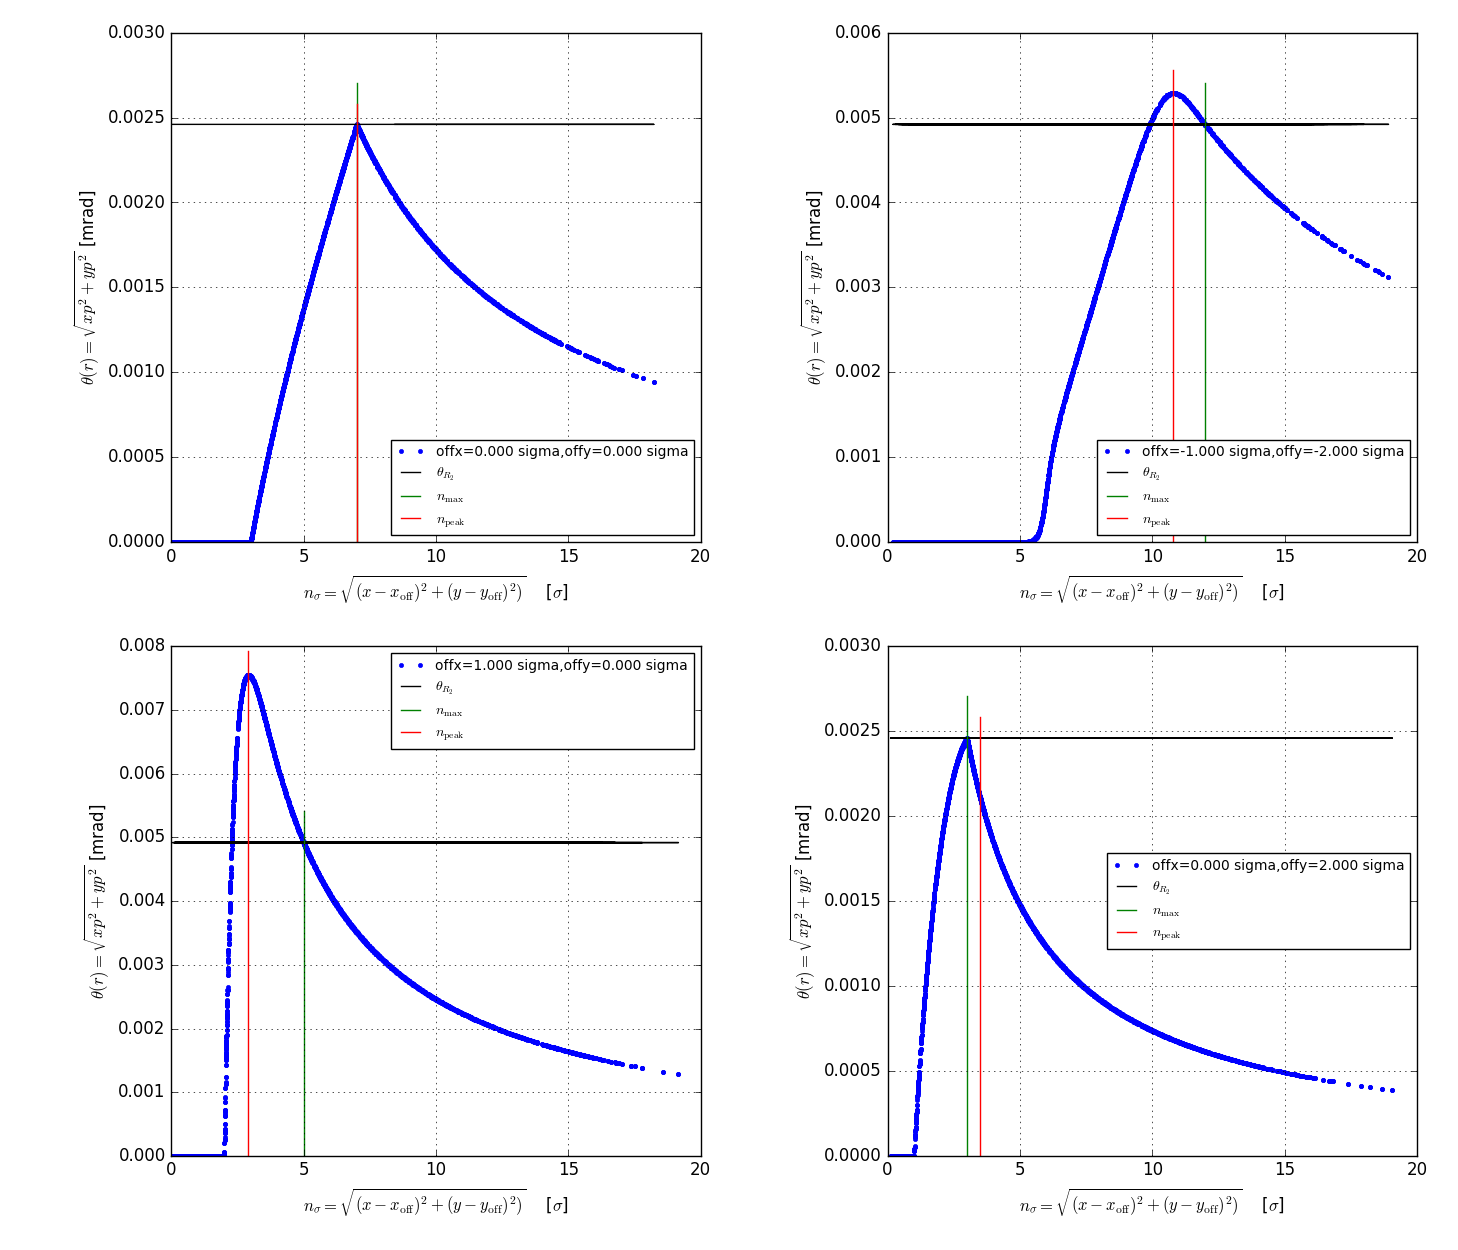 0.0030
0.0025
0.0020
0.0015
0.0010
0.0005
0.0000
0 5 10 15 20
θ(r) = √(xp² + yp²) [mrad]
n_σ = √((x − x_off)² + (y − y_off)²) [σ]
offx=0.000 sigma,offy=0.000 sigma
θ_R₂
n_max
n_peak
0.006
0.005
0.004
0.003
0.002
0.001
0.000
0 5 10 15 20
θ(r) = √(xp² + yp²) [mrad]
n_σ = √((x − x_off)² + (y − y_off)²) [σ]
offx=-1.000 sigma,offy=-2.000 sigma
θ_R₂
n_max
n_peak
0.008
0.007
0.006
0.005
0.004
0.003
0.002
0.001
0.000
0 5 10 15 20
θ(r) = √(xp² + yp²) [mrad]
n_σ = √((x − x_off)² + (y − y_off)²) [σ]
offx=1.000 sigma,offy=0.000 sigma
θ_R₂
n_max
n_peak
0.0030
0.0025
0.0020
0.0015
0.0010
0.0005
0.0000
0 5 10 15 20
θ(r) = √(xp² + yp²) [mrad]
n_σ = √((x − x_off)² + (y − y_off)²) [σ]
offx=0.000 sigma,offy=2.000 sigma
θ_R₂
n_max
n_peak